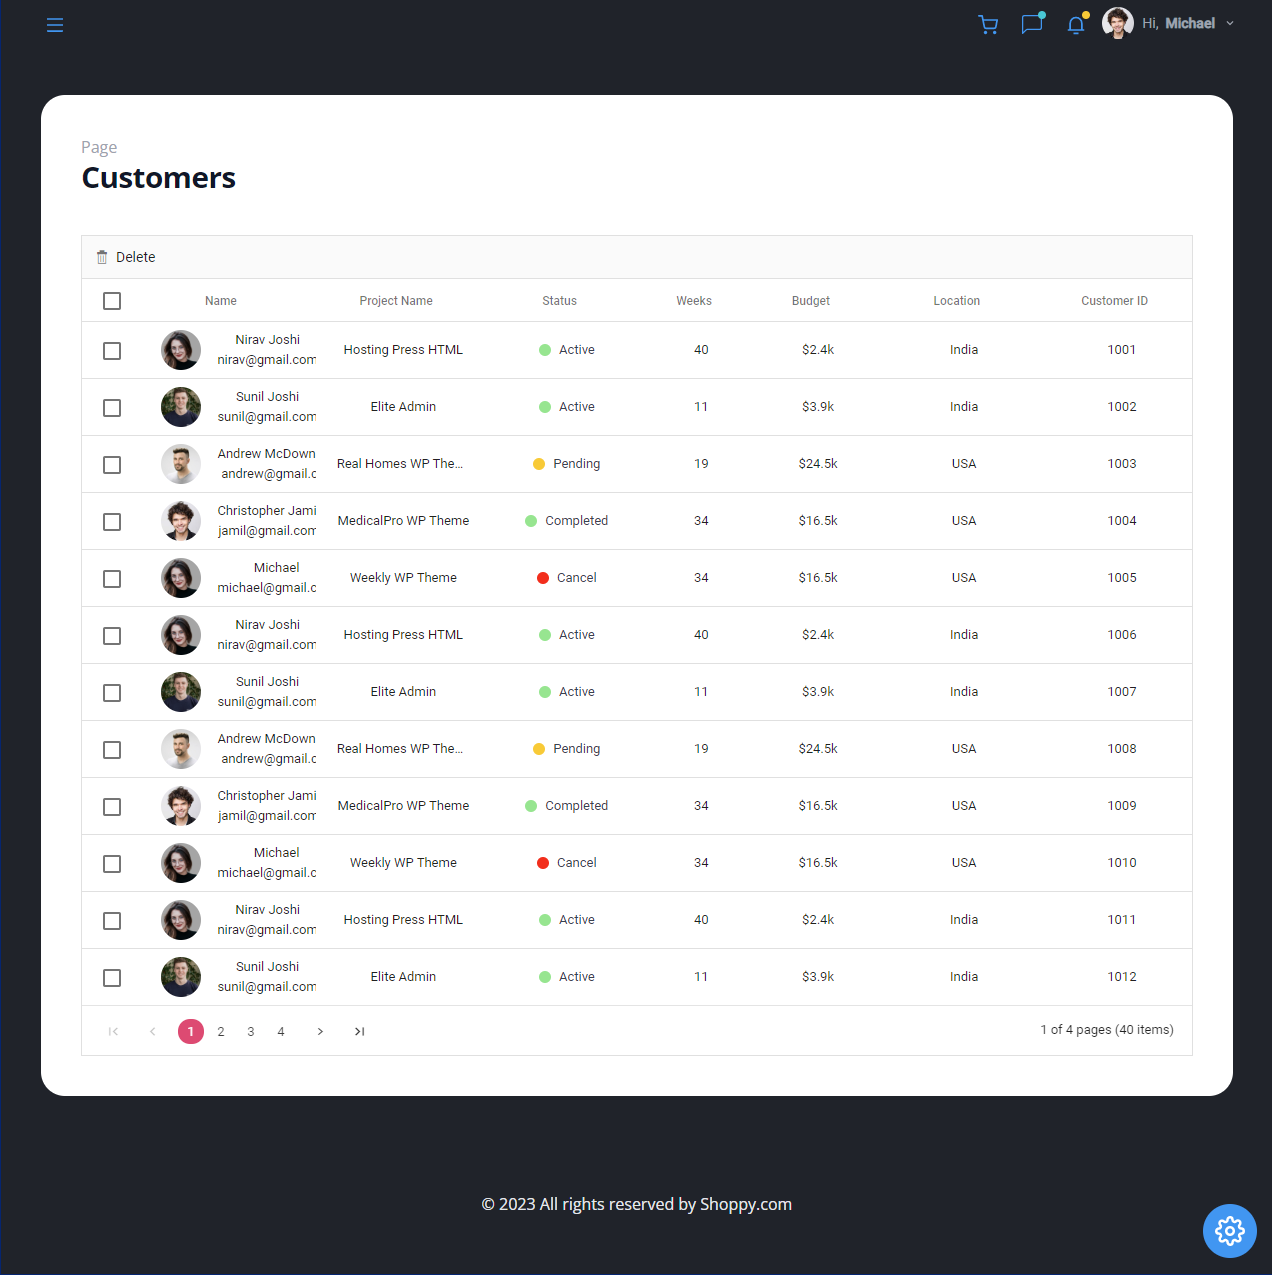 Hi, Michael
Page
Customers
Delete
Name Project Name Status Weeks Budget Location Customer ID
Nirav Joshi
nirav@gmail.com Hosting Press HTML Active 40 $2.4k India 1001
Sunil Joshi
sunil@gmail.com Elite Admin Active 11 $3.9k India 1002
Andrew McDown
andrew@gmail.c Real Homes WP The... Pending 19 $24.5k USA 1003
Christopher Jami
jamil@gmail.com MedicalPro WP Theme Completed 34 $16.5k USA 1004
Michael
michael@gmail.c Weekly WP Theme Cancel 34 $16.5k USA 1005
Nirav Joshi
nirav@gmail.com Hosting Press HTML Active 40 $2.4k India 1006
Sunil Joshi
sunil@gmail.com Elite Admin Active 11 $3.9k India 1007
Andrew McDown
andrew@gmail.c Real Homes WP The... Pending 19 $24.5k USA 1008
Christopher Jami
jamil@gmail.com MedicalPro WP Theme Completed 34 $16.5k USA 1009
Michael
michael@gmail.c Weekly WP Theme Cancel 34 $16.5k USA 1010
Nirav Joshi
nirav@gmail.com Hosting Press HTML Active 40 $2.4k India 1011
Sunil Joshi
sunil@gmail.com Elite Admin Active 11 $3.9k India 1012
1 2 3 4 1 of 4 pages (40 items)
© 2023 All rights reserved by Shoppy.com